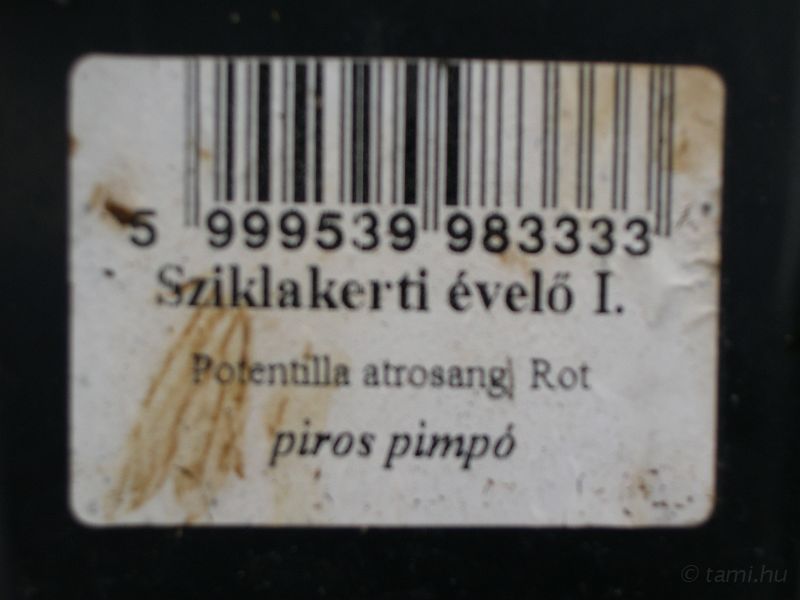 5 999539 983333
Sziklakerti évelő I.
Potentilla atrosang| Rot
piros pimpó
© tami.hu